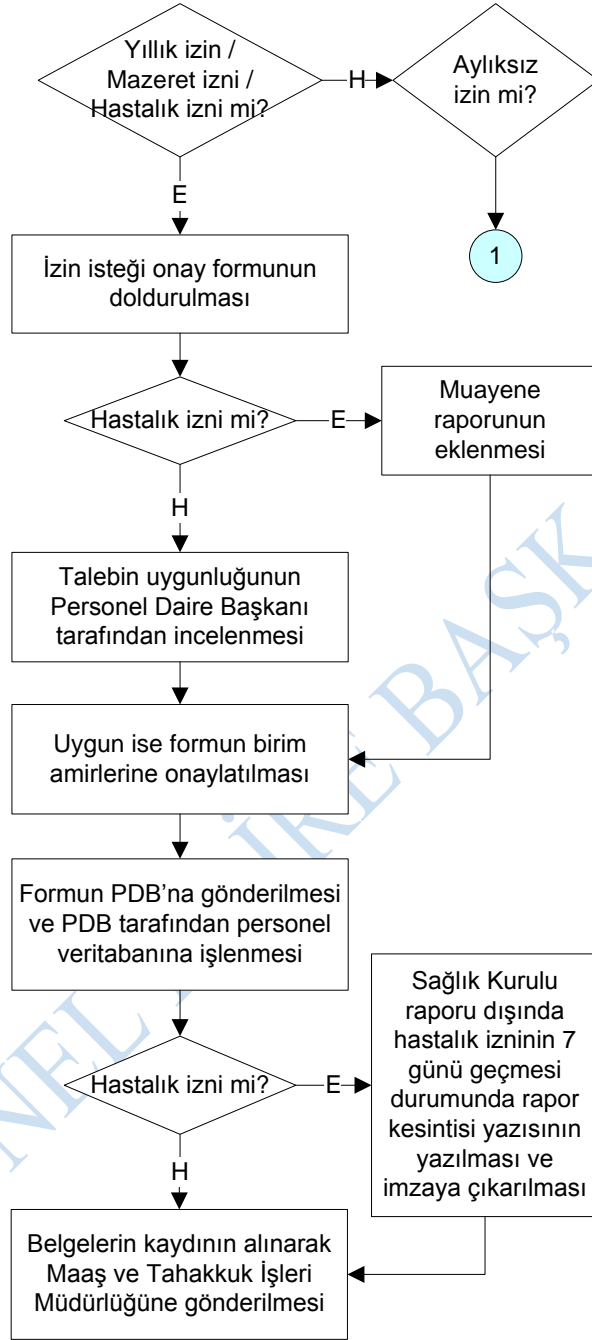 Yıllık izin /
Mazeret izni /
Hastalık izni mi?
H
Aylıksız
izin mi?
E
1
İzin isteği onay formunun
doldurulması
Hastalık izni mi?
E
Muayene
raporunun
eklenmesi
H
Talebin uygunluğunun
Personel Daire Başkanı
tarafından incelenmesi
Uygun ise formun birim
amirlerine onaylatılması
Formun PDB’na gönderilmesi
ve PDB tarafından personel
veritabanına işlenmesi
Hastalık izni mi?
E
Sağlık Kurulu
raporu dışında
hastalık izninin 7
günü geçmesi
durumunda rapor
kesintisi yazısının
yazılması ve
imzaya çıkarılması
H
Belgelerin kaydının alınarak
Maaş ve Tahakkuk İşleri
Müdürlüğüne gönderilmesi